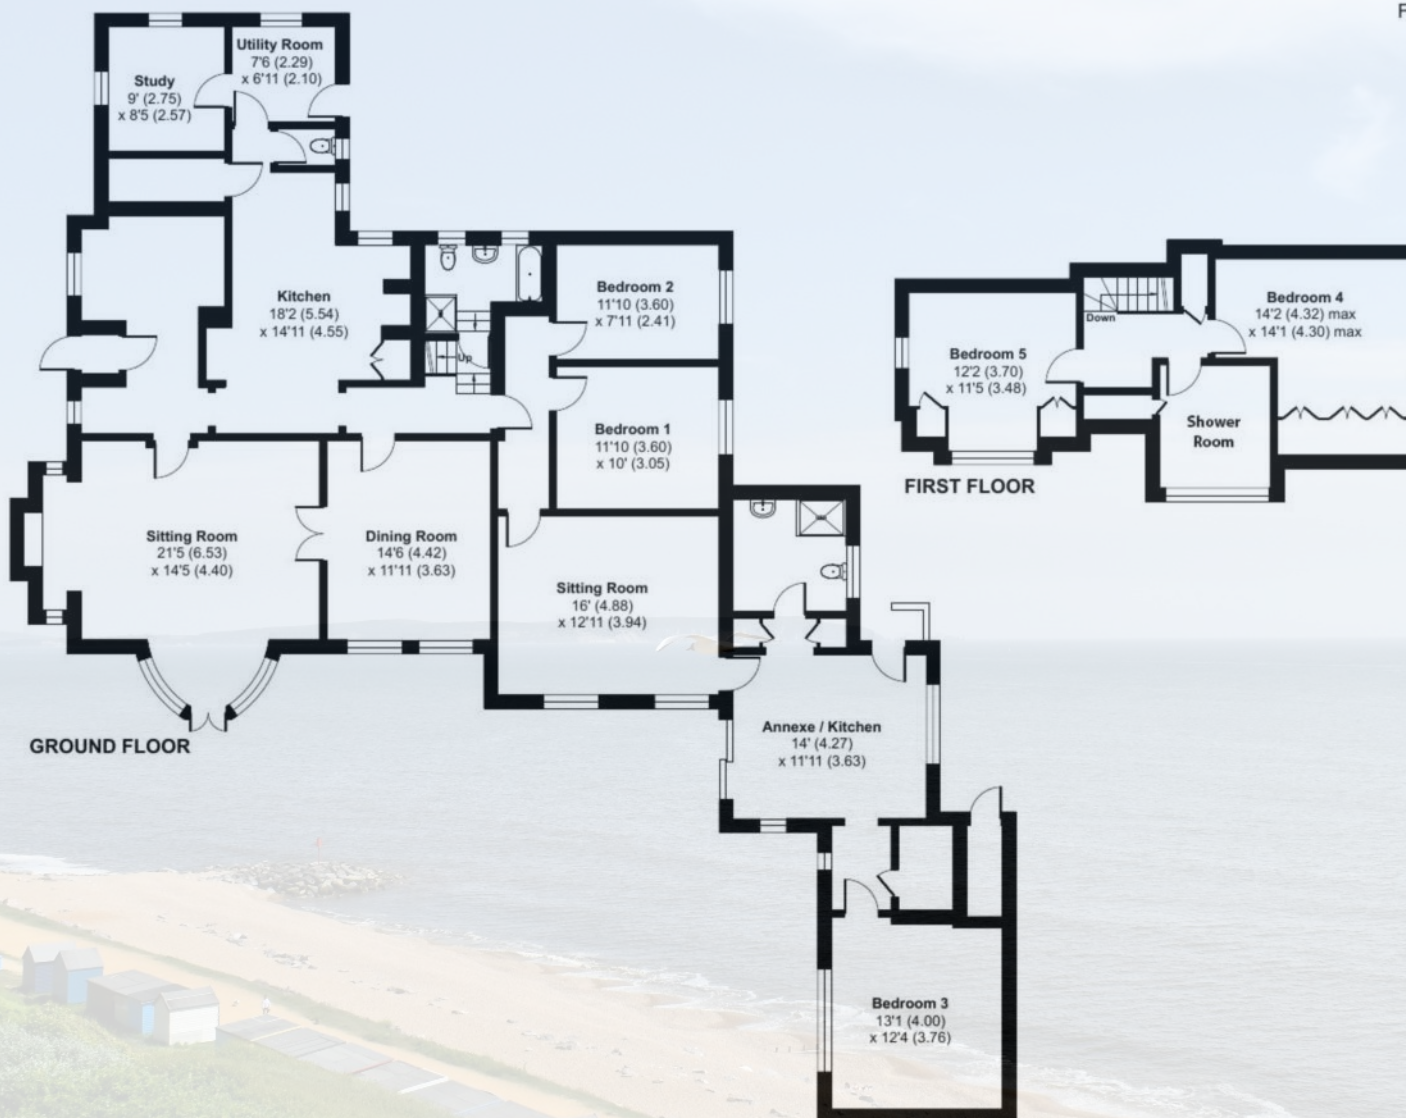 Utility Room
7'6 (2.29)
x 6'11 (2.10)
Study
9' (2.75)
x 8'5 (2.57)
Kitchen
18'2 (5.54)
x 14'11 (4.55)
Up
Bedroom 2
11'10 (3.60)
x 7'11 (2.41)
Bedroom 1
11'10 (3.60)
x 10' (3.05)
Sitting Room
21'5 (6.53)
x 14'5 (4.40)
Dining Room
14'6 (4.42)
x 11'11 (3.63)
Sitting Room
16' (4.88)
x 12'11 (3.94)
Annexe / Kitchen
14' (4.27)
x 11'11 (3.63)
Bedroom 3
13'1 (4.00)
x 12'4 (3.76)
GROUND FLOOR
Down
Bedroom 4
14'2 (4.32) max
x 14'1 (4.30) max
Bedroom 5
12'2 (3.70)
x 11'5 (3.48)
Shower
Room
FIRST FLOOR